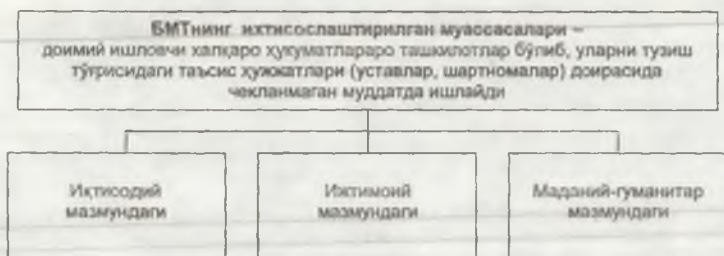 БМТнинг ихтисослаштирилган муассасалари –
доимий ишловчи халқаро ҳукуматлараро ташкилотлар бўлиб, уларни тузиш
тўғрисидаги таъсис ҳужжатлари (уставлар, шартномалар) доирасида
чекланмаган муддатда ишлайди
Иқтисодий
мазмундаги
Ижтимоий
мазмундаги
Маданий-гуманитар
мазмундаги